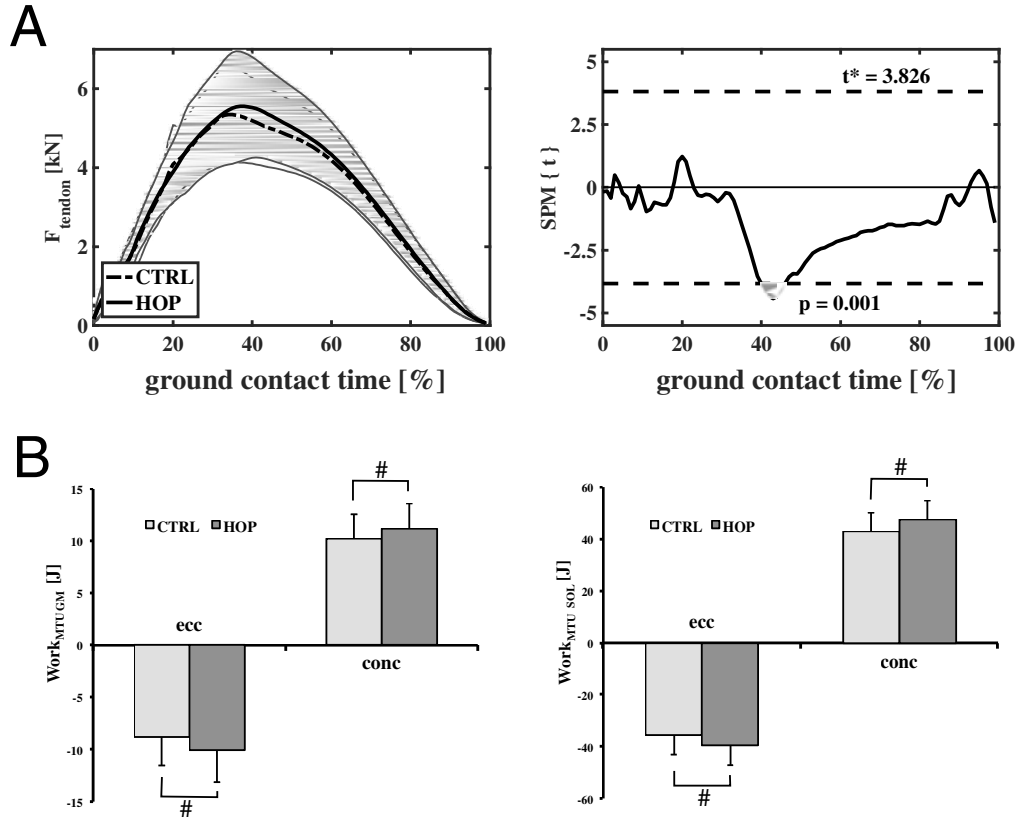 A
F tendon [kN]
6
4
2
0
CTRL
HOP
0 20 40 60 80 100
ground contact time [%]
SPM { t }
5
2.5
0
-2.5
-5
t* = 3.826
p = 0.001
0 20 40 60 80 100
ground contact time [%]
B
Work MTU GM [J]
15
10
5
0
-5
-10
-15
CTRL HOP
#
ecc
conc
#
Work MTU SOL [J]
60
40
20
0
-20
-40
-60
CTRL HOP
#
ecc
conc
#